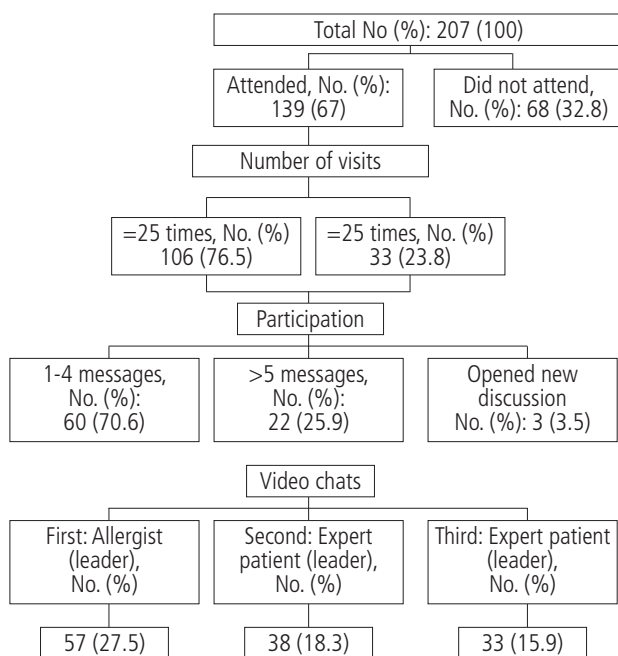 Total No (%): 207 (100)
Attended, No. (%):
139 (67)
Did not attend,
No. (%): 68 (32.8)
Number of visits
=25 times, No. (%)
106 (76.5)
=25 times, No. (%)
33 (23.8)
Participation
1-4 messages,
No. (%):
60 (70.6)
>5 messages,
No. (%):
22 (25.9)
Opened new
discussion
No. (%): 3 (3.5)
Video chats
First: Allergist
(leader),
No. (%)
Second: Expert
patient (leader),
No. (%)
Third: Expert patient
(leader),
No. (%)
57 (27.5)
38 (18.3)
33 (15.9)